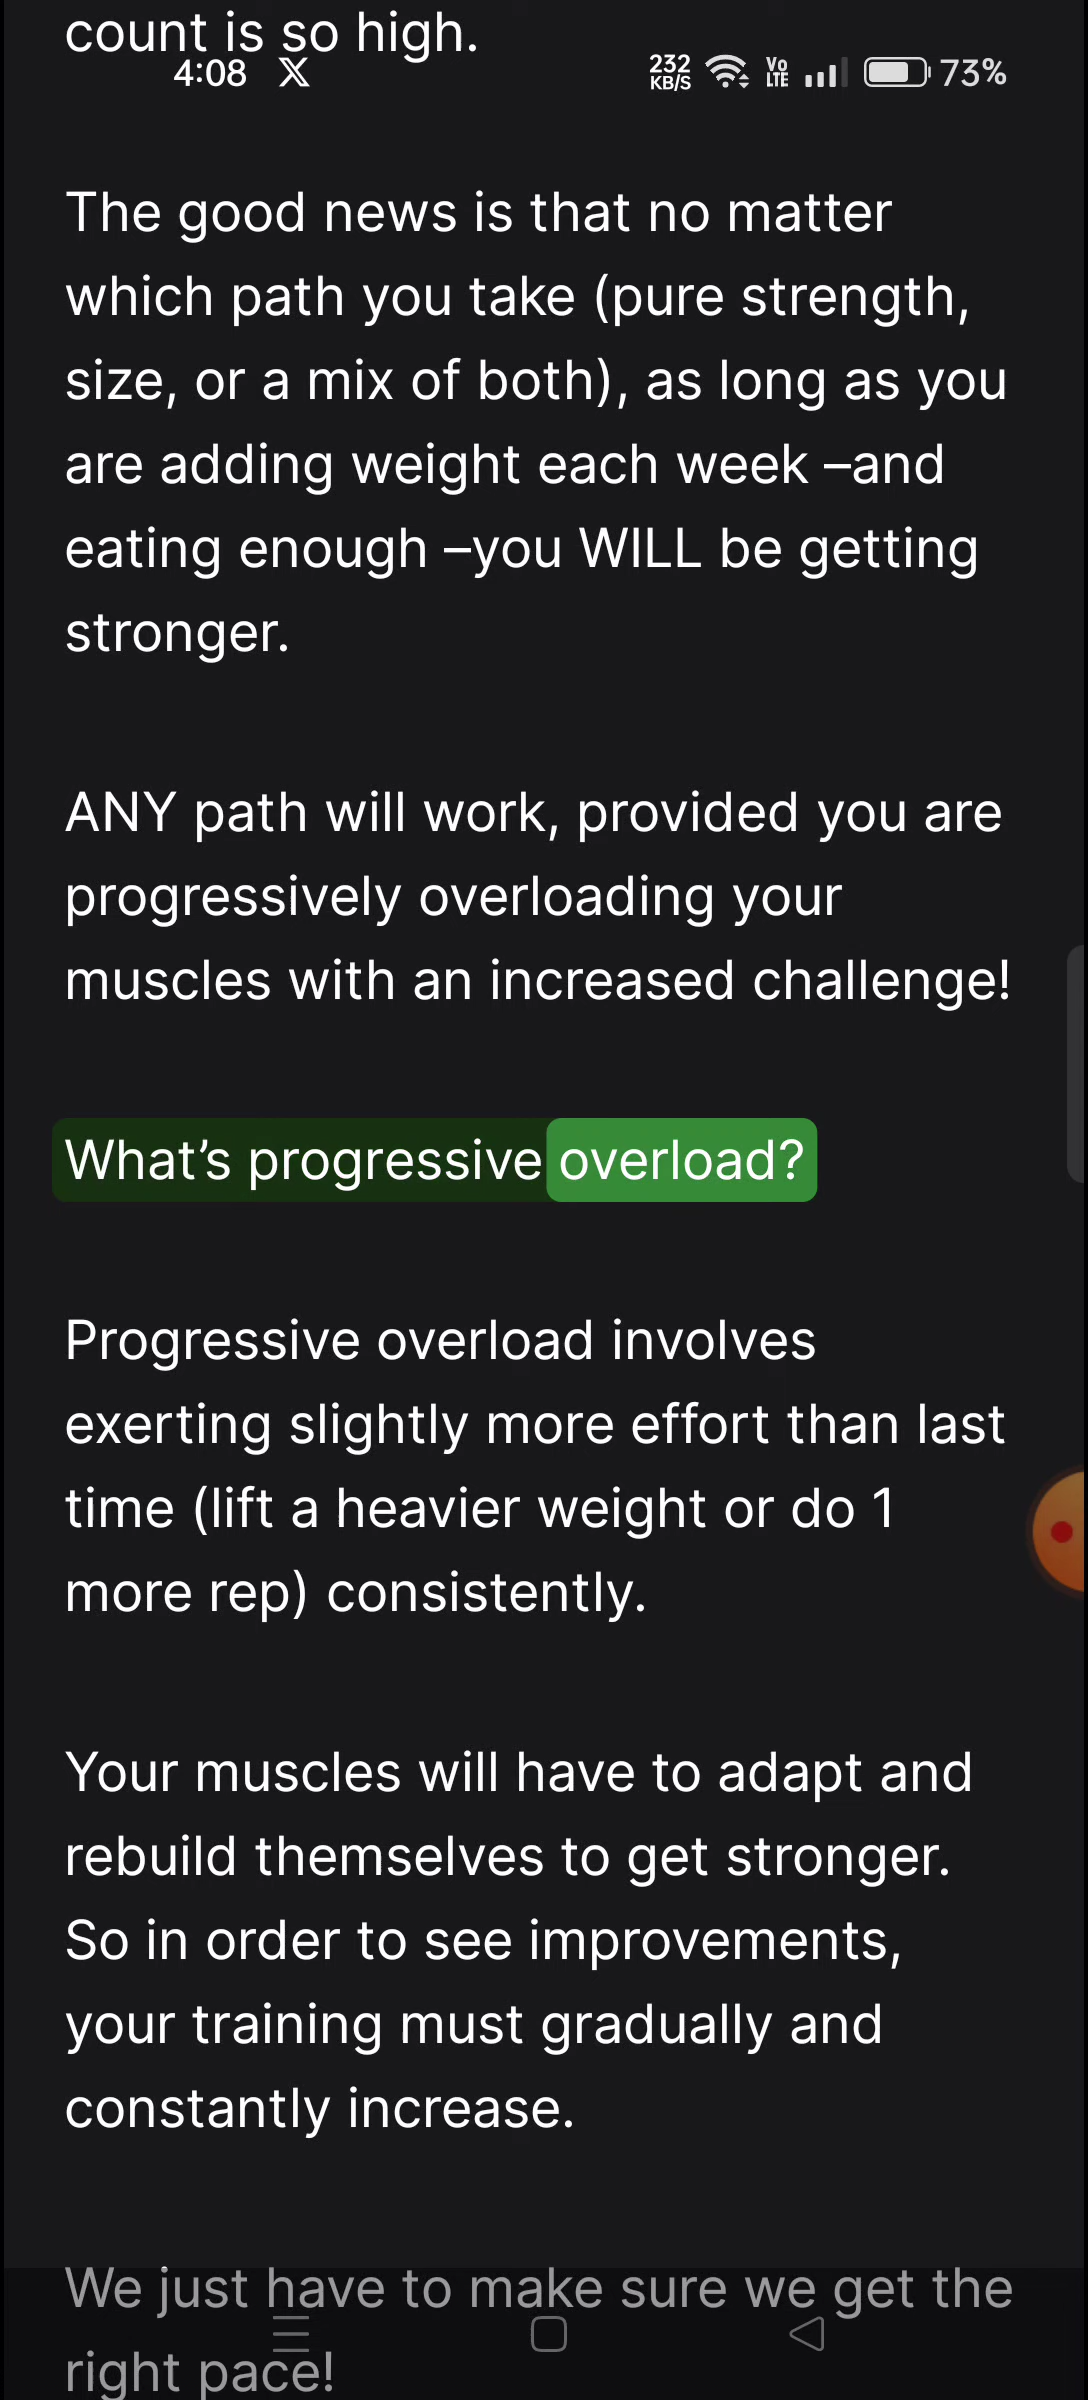 count is so high.
4:08 X 232 KB/S Vo LTE 73%
The good news is that no matter
which path you take (pure strength,
size, or a mix of both), as long as you
are adding weight each week –and
eating enough –you WILL be getting
stronger.
ANY path will work, provided you are
progressively overloading your
muscles with an increased challenge!
What’s progressive overload?
Progressive overload involves
exerting slightly more effort than last
time (lift a heavier weight or do 1
more rep) consistently.
Your muscles will have to adapt and
rebuild themselves to get stronger.
So in order to see improvements,
your training must gradually and
constantly increase.
We just have to make sure we get the
right pace!